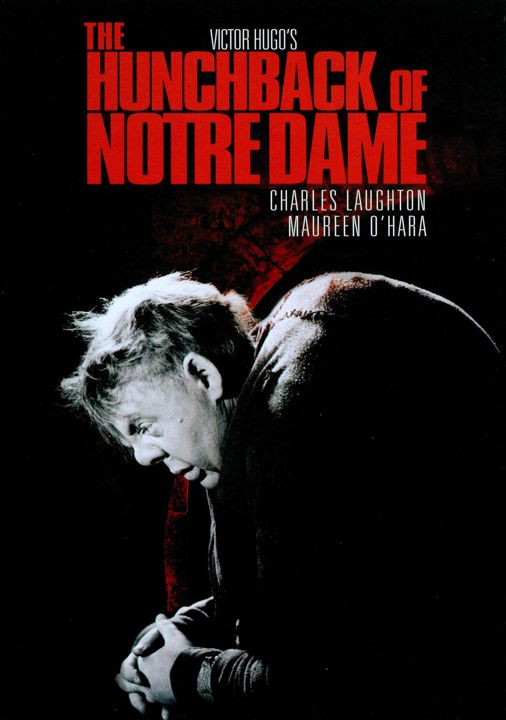 THE VICTOR HUGO'S
HUNCHBACK OF
NOTRE DAME
CHARLES LAUGHTON
MAUREEN O'HARA